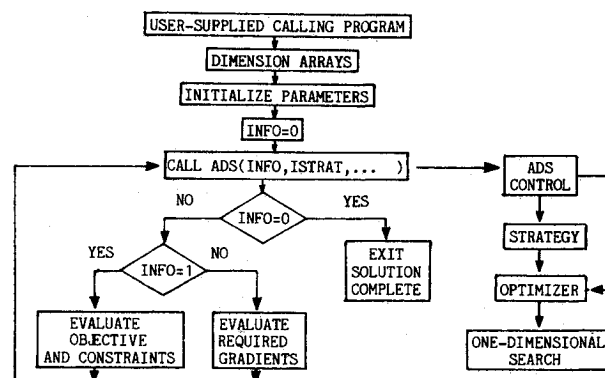 USER-SUPPLIED CALLING PROGRAM
DIMENSION ARRAYS
INITIALIZE PARAMETERS
INFO=0
CALL ADS(INFO,ISTRAT,... )
ADS
CONTROL
NO
YES
INFO=0
STRATEGY
YES
NO
EXIT
SOLUTION
COMPLETE
INFO=1
OPTIMIZER
EVALUATE
OBJECTIVE
AND CONSTRAINTS
EVALUATE
REQUIRED
GRADIENTS
ONE-DIMENSIONAL
SEARCH